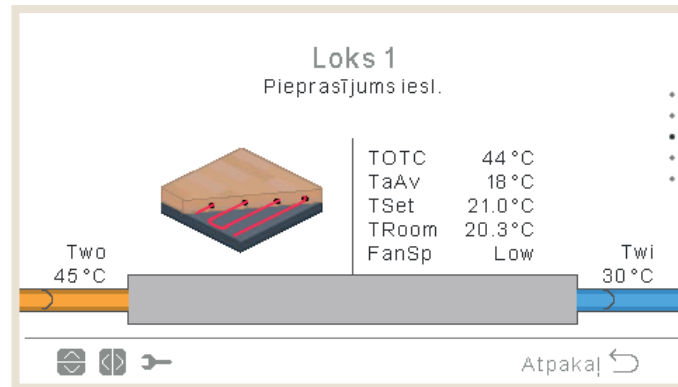 Loks 1
Pieprasījums iesl.
TOTC 44°C
TaAv 18°C
TSet 21.0°C
TRoom 20.3°C
FanSp Low
Two
45°C
Twi
30°C
Atpakaļ